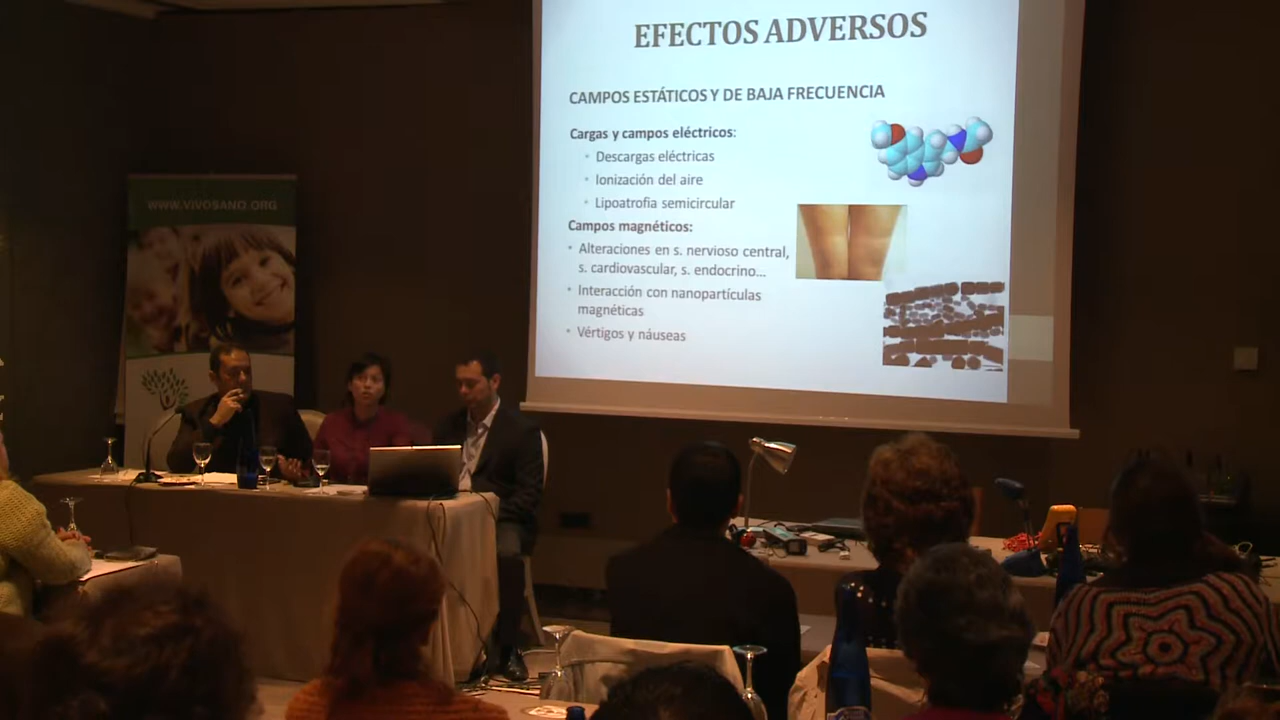 EFECTOS ADVERSOS
CAMPOS ESTÁTICOS Y DE BAJA FRECUENCIA
Cargas y campos eléctricos:
Descargas eléctricas
Ionización del aire
Lipoatrofia semicircular
Campos magnéticos:
Alteraciones en s. nervioso central,
s. cardiovascular, s. endocrino...
Interacción con nanopartículas
magnéticas
Vértigos y náuseas
WWW.VIVOSANO.ORG